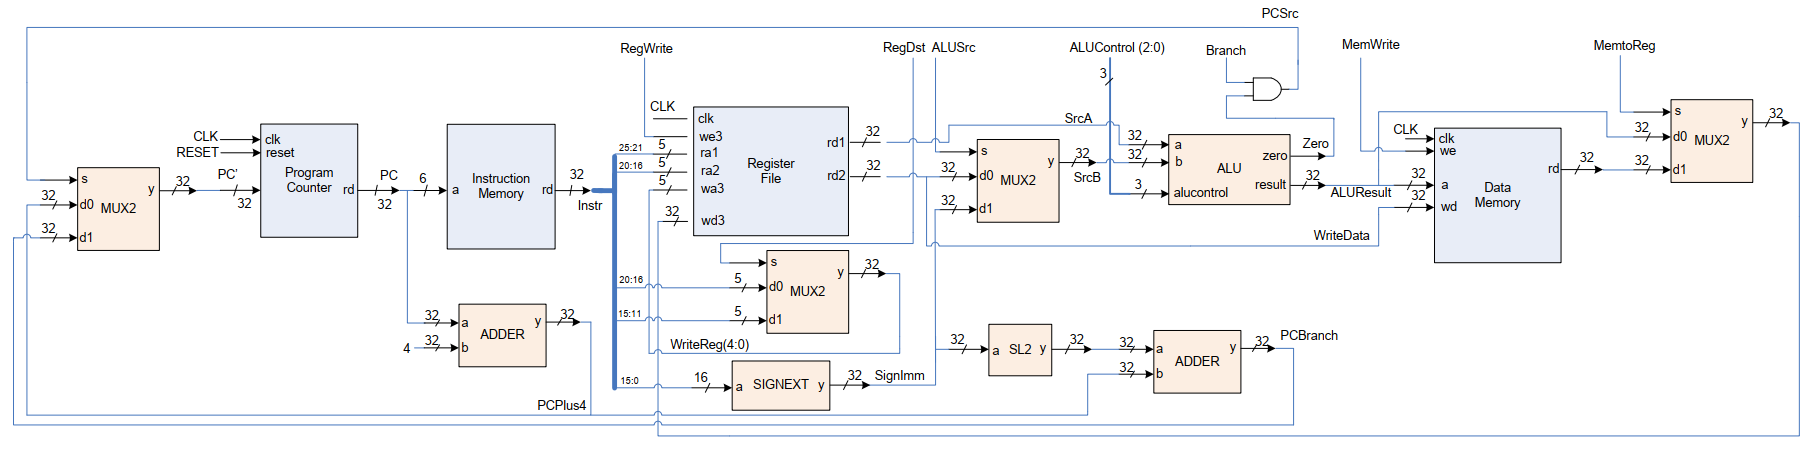 PCSrc
RegWrite
RegDst
ALUSrc
ALUControl (2:0)
Branch
MemWrite
MemtoReg
3
CLK
RESET
PC'
32
32
s
d0
d1
y
MUX2
32
32
clk
reset
Program
Counter
rd
PC
32
6
a
Instruction
Memory
rd
32
Instr
CLK
clk
we3
25:21
5
ra1
20:16
5
ra2
5
wa3
32
wd3
Register
File
rd1
32
rd2
32
s
d0
d1
y
MUX2
32
32
32
SrcB
SrcA
32
32
3
a
b
alucontrol
ALU
zero
result
Zero
32
ALUResult
WriteData
CLK
clk
we
32
a
32
wd
Data
Memory
rd
32
s
32
d0
32
d1
y
MUX2
32
20:16
5
15:11
5
s
d0
d1
y
MUX2
32
WriteReg(4:0)
32
a
4
32
b
ADDER
y
32
15:0
16
a
SIGNEXT
y
32
SignImm
32
a
SL2
y
32
32
a
32
b
ADDER
y
32
PCBranch
PCPlus4